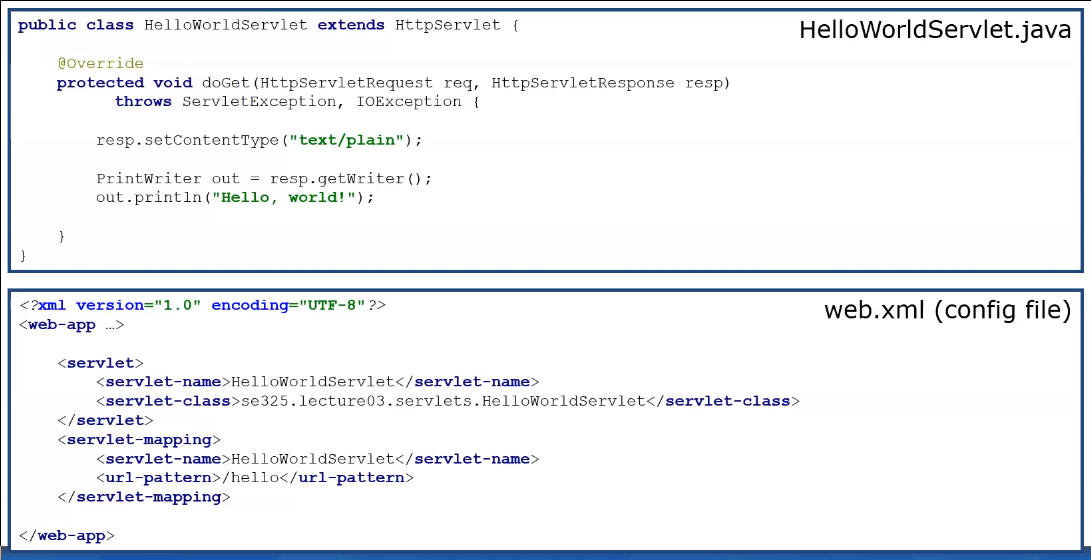 public class HelloWorldServlet extends HttpServlet {
HelloWorldServlet.java
@Override
protected void doGet(HttpServletRequest req, HttpServletResponse resp)
throws ServletException, IOException {
resp.setContentType("text/plain");
PrintWriter out = resp.getWriter();
out.println("Hello, world!");
}
}
<?xml version="1.0" encoding="UTF-8"?>
web.xml (config file)
<web-app …>
<servlet>
<servlet-name>HelloWorldServlet</servlet-name>
<servlet-class>se325.lecture03.servlets.HelloWorldServlet</servlet-class>
</servlet>
<servlet-mapping>
<servlet-name>HelloWorldServlet</servlet-name>
<url-pattern>/hello</url-pattern>
</servlet-mapping>
</web-app>